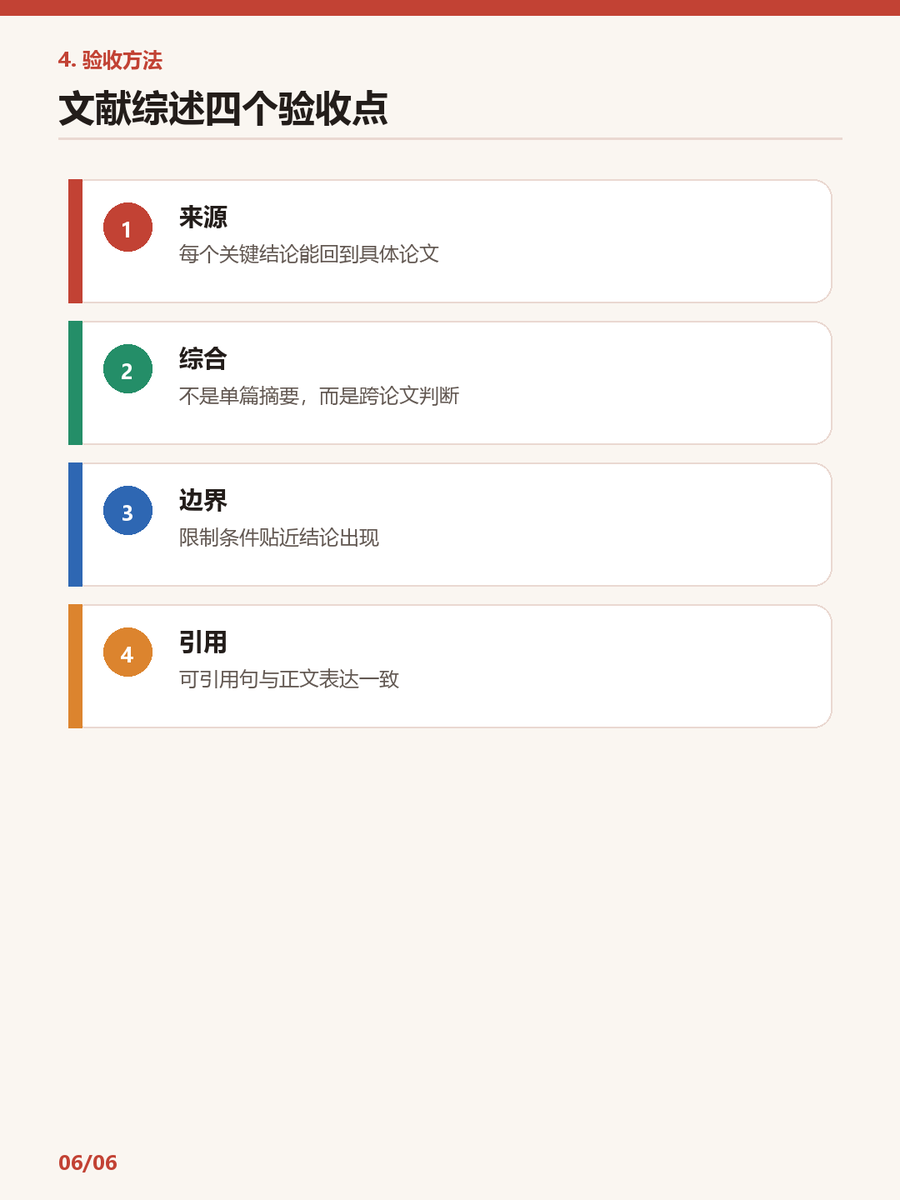 4. 验收方法
文献综述四个验收点
1
来源
每个关键结论能回到具体论文
2
综合
不是单篇摘要，而是跨论文判断
3
边界
限制条件贴近结论出现
4
引用
可引用句与正文表达一致
06/06